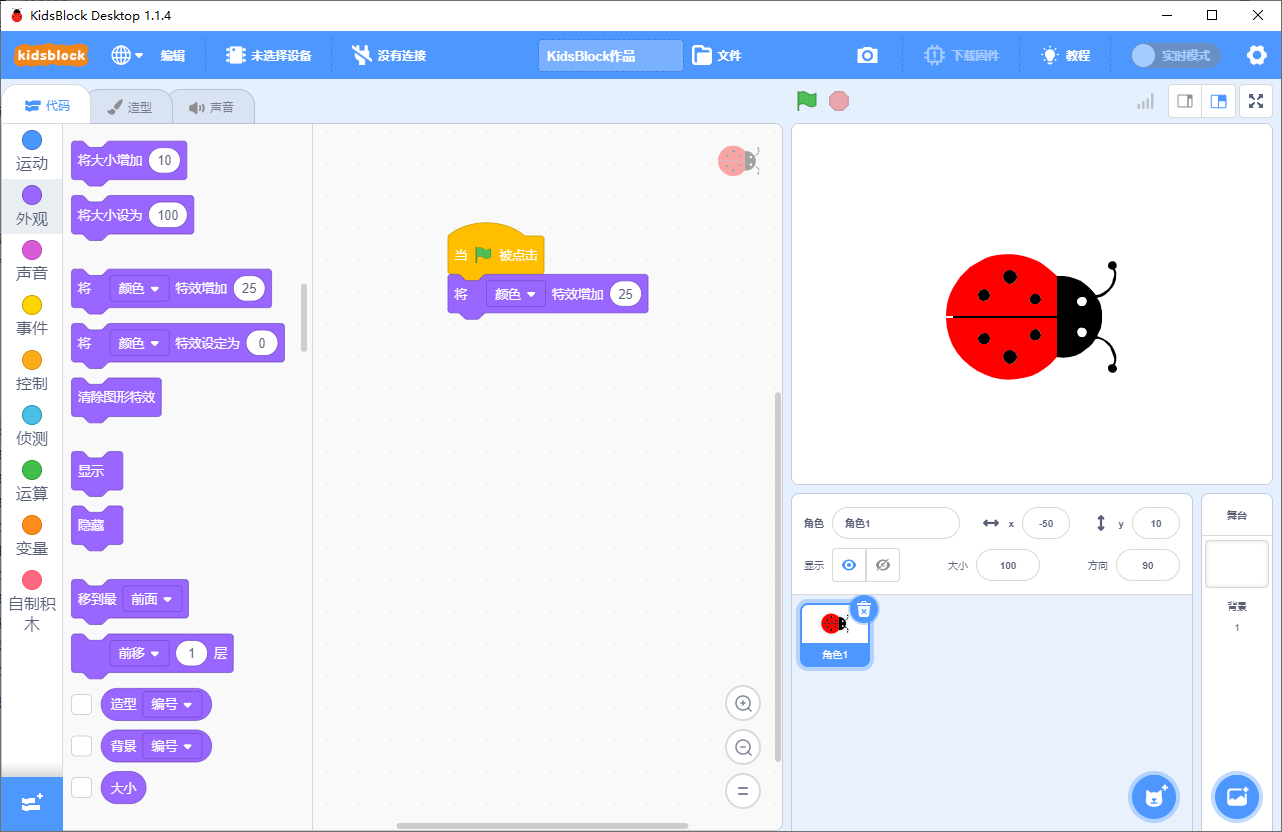 KidsBlock Desktop 1.1.4
kidsblock
编辑
未选择设备
没有连接
KidsBlock作品
文件
下载固件
教程
实时模式
代码
造型
声音
运动
外观
声音
事件
控制
侦测
运算
变量
自制积
木
将大小增加 10
将大小设为 100
将 颜色 特效增加 25
将 颜色 特效设定为 0
清除图形特效
显示
隐藏
移到最 前面
前移 1 层
造型 编号
背景 编号
大小
当 被点击
将 颜色 特效增加 25
角色 角色1 x -50 y 10
显示 大小 100 方向 90
角色1
舞台
背景
1